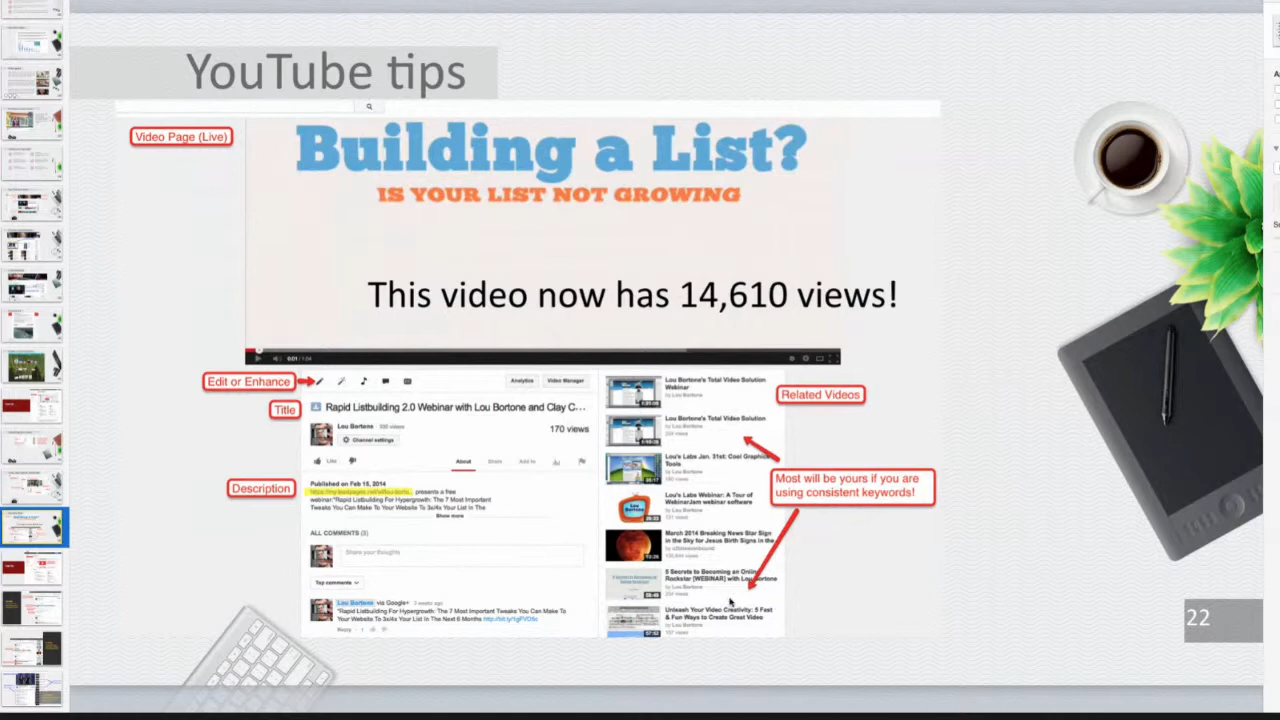 YouTube tips
Video Page (Live)
Building a List?
IS YOUR LIST NOT GROWING
This video now has 14,610 views!
0:01 / 1:04
Edit or Enhance
Analytics
Video Manager
Title
Rapid Listbuilding 2.0 Webinar with Lou Bortone and Clay C...
Lou Bortone
Channel settings
170 views
Like
About
Share
Add to
Description
Published on Feb 15, 2014
presents a free
webinar:"Rapid Listbuilding For Hypergrowth: The 7 Most Important
Tweaks You Can Make To Your Website To 3x/4x Your List In The
Show more
ALL COMMENTS (3)
Share your thoughts
Top comments
Lou Bortone via Google+ 3 weeks ago
"Rapid Listbuilding For Hypergrowth: The 7 Most Important Tweaks You Can Make To
Your Website To 3x/4x Your List In The Next 6 Months
Reply
Lou Bortone's Total Video Solution
Webinar
by Lou Bortone
Lou Bortone's Total Video Solution
by Lou Bortone
Lou's Labs Jan. 31st: Cool Graphics
Tools
by Lou Bortone
Lou's Labs Webinar: A Tour of
WebinarJam webinar software
by Lou Bortone
March 2014 Breaking News Star Sign
in the Sky for Jesus Birth Signs in the
5 Secrets to Becoming an Online
Rockstar [WEBINAR] with Lou Bortone
by Lou Bortone
Unleash Your Video Creativity: 5 Fast
& Fun Ways to Create Great Video
by Lou Bortone
Related Videos
Most will be yours if you are
using consistent keywords!
22